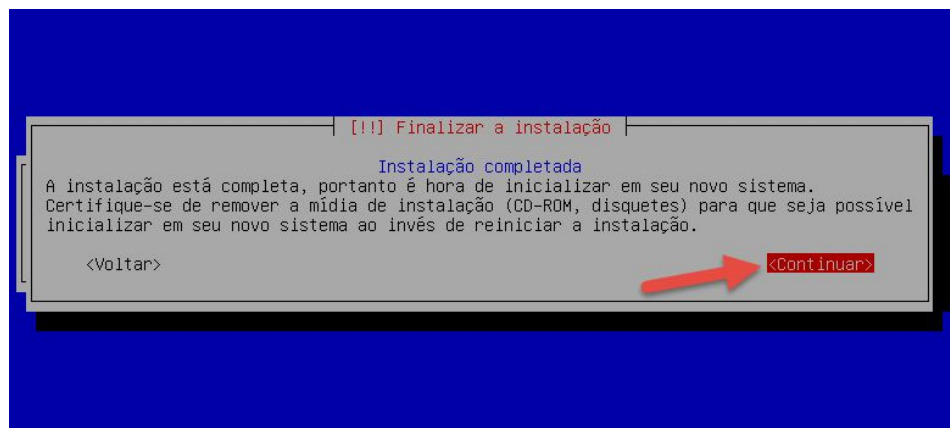 [!!] Finalizar a instalação
Instalação completada
A instalação está completa, portanto é hora de inicializar em seu novo sistema.
Certifique-se de remover a mídia de instalação (CD-ROM, disquetes) para que seja possível
inicializar em seu novo sistema ao invés de reiniciar a instalação.
<Voltar> <Continuar>